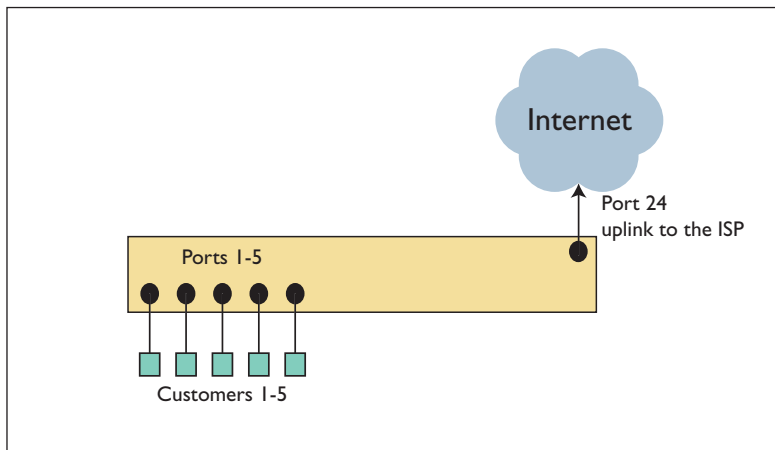 Internet
Port 24
uplink to the ISP
Ports 1-5
Customers 1-5